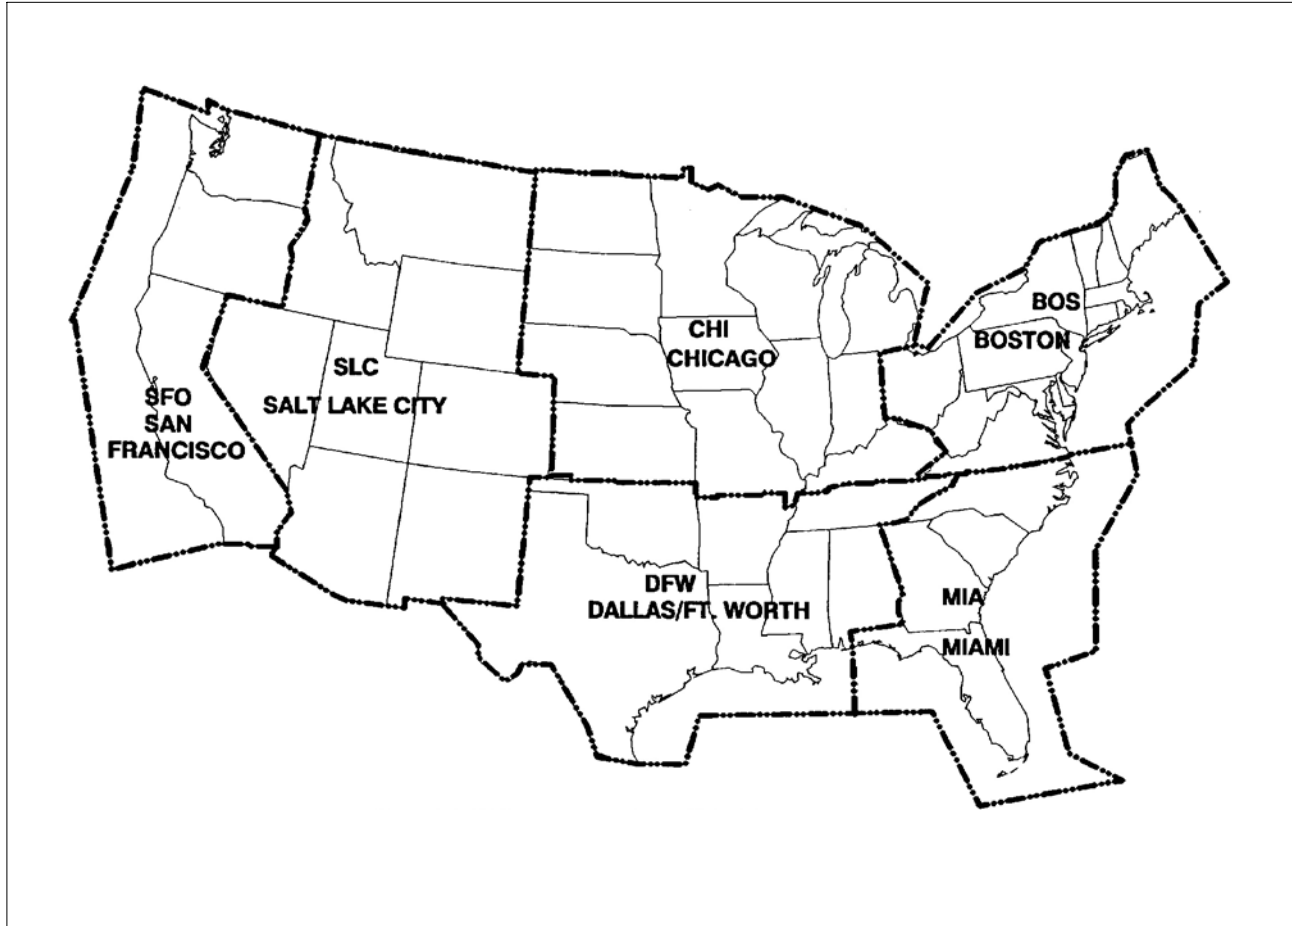 BOS
BOSTON
CHI
CHICAGO
SLC
SALT LAKE CITY
SFO
SAN
FRANCISCO
DFW
DALLAS/FT. WORTH
MIA
MIAMI